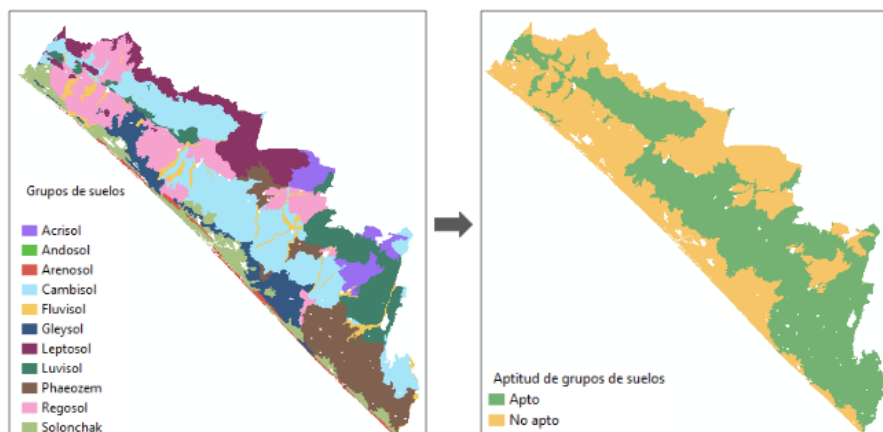 Grupos de suelos
Acrisol
Andosol
Arenosol
Cambisol
Fluvisol
Gleysol
Leptosol
Luvisol
Phaeozem
Regosol
Solonchak
Aptitud de grupos de suelos
Apto
No apto